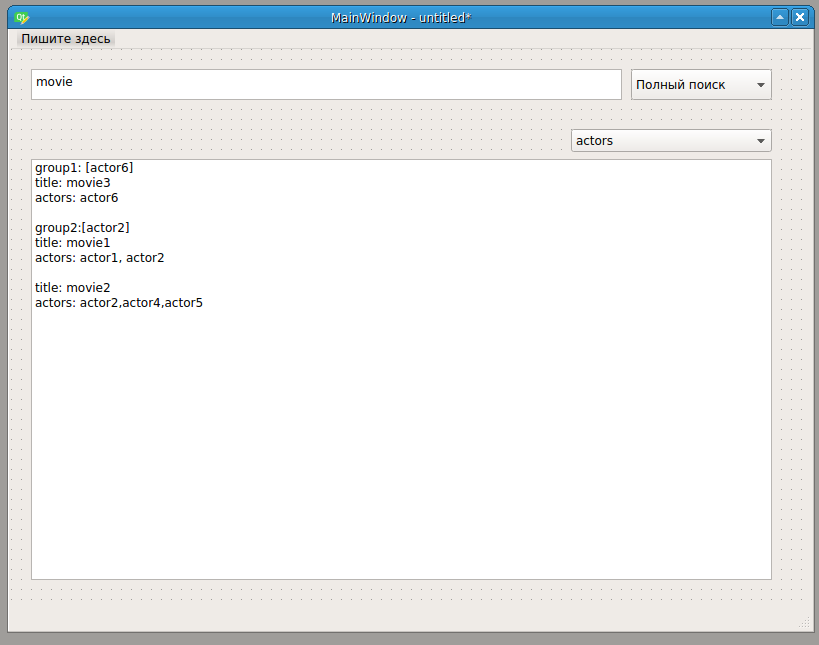 MainWindow - untitled*
Пишите здесь
movie
Полный поиск
actors
group1: [actor6]
title: movie3
actors: actor6
group2:[actor2]
title: movie1
actors: actor1, actor2
title: movie2
actors: actor2,actor4,actor5